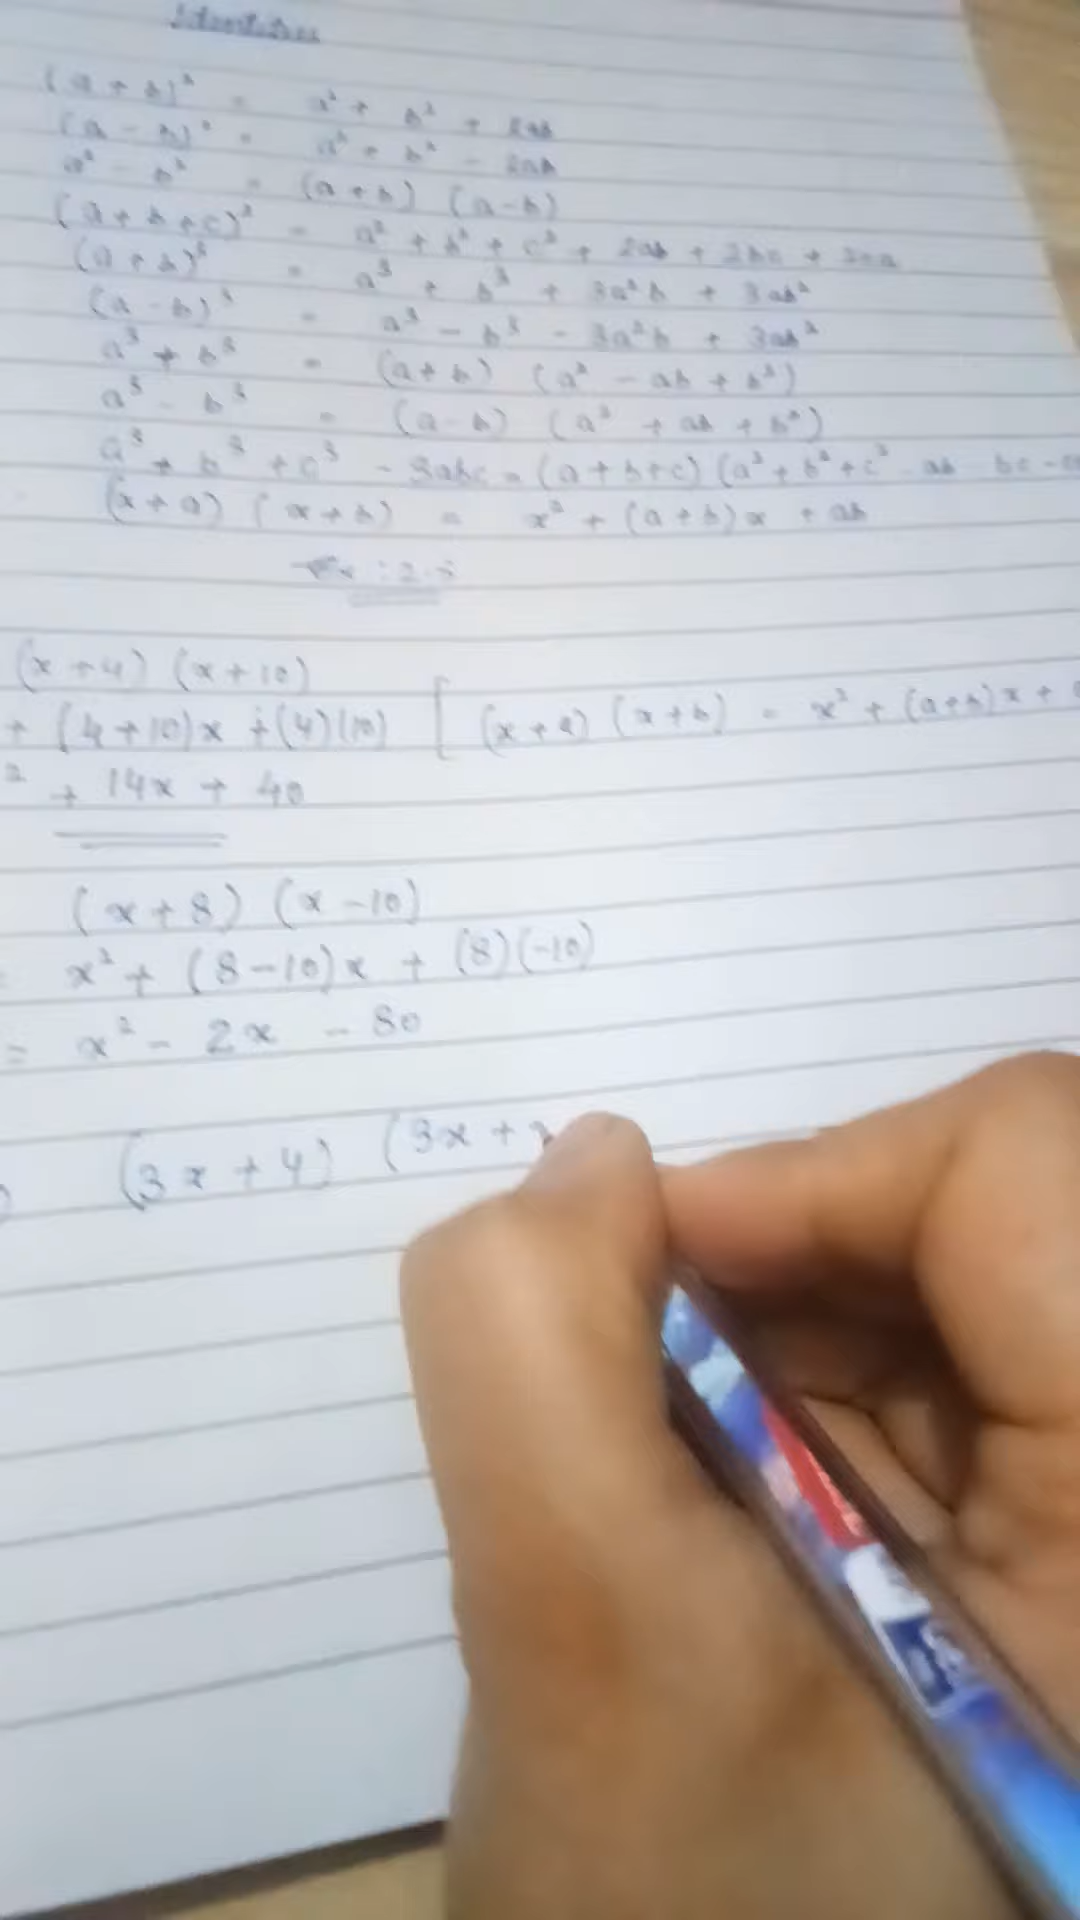 Identities
(a + b)² = a² + b² + 2ab
(a - b)² = a² + b² - 2ab
a² - b² = (a + b) (a - b)
(a + b + c)² = a² + b² + c² + 2ab + 2bc + 2ca
(a + b)³ = a³ + b³ + 3a²b + 3ab²
(a - b)³ = a³ - b³ - 3a²b + 3ab²
a³ + b³ = (a + b) (a² - ab + b²)
a³ - b³ = (a - b) (a² + ab + b²)
a³ + b³ + c³ - 3abc = (a + b + c) (a² + b² + c² - ab - bc -
(x + a) (x + b) = x² + (a + b)x + ab
(x + 4) (x + 10)
+ (4 + 10)x + (4)(10) [ (x + a) (x + b) = x² + (a + b)x +
² + 14x + 40
(x + 8) (x - 10)
= x² + (8 - 10)x + (8)(-10)
= x² - 2x - 80
(3x + 4) (3x +